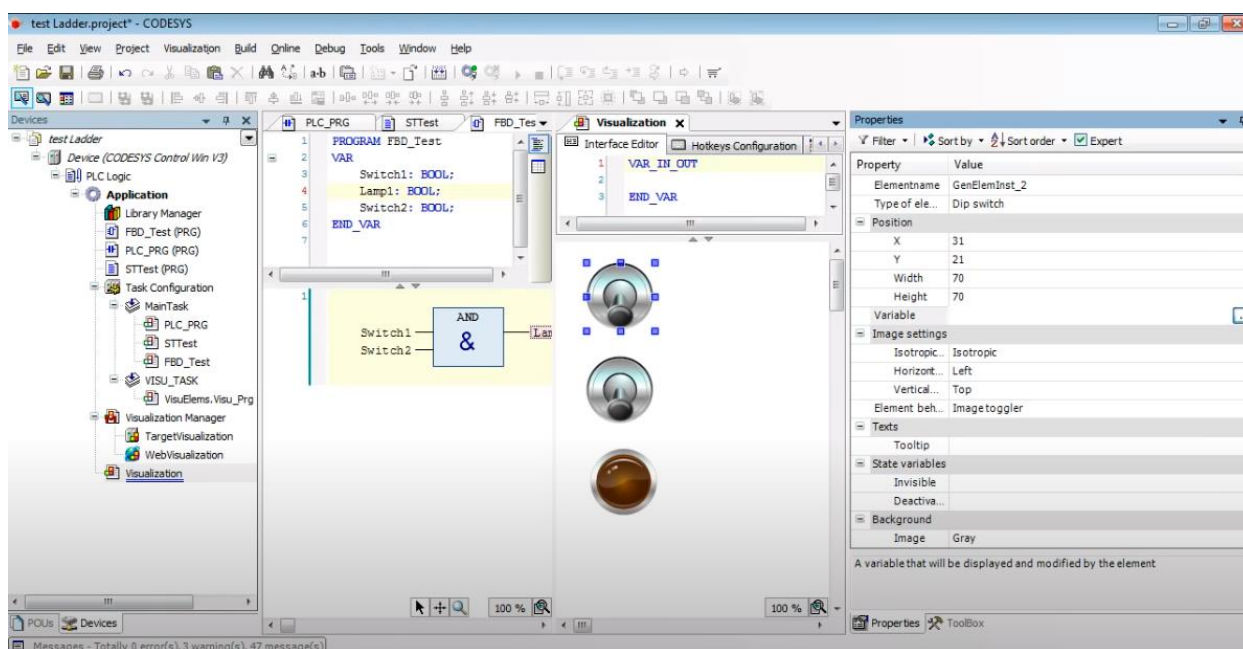 test Ladder.project* - CODESYS
File Edit View Project Visualization Build Online Debug Tools Window Help
Devices
test Ladder
Device (CODESYS Control Win V3)
PLC Logic
Application
Library Manager
FBD_Test (PRG)
PLC_PRG (PRG)
STTest (PRG)
Task Configuration
MainTask
PLC_PRG
STTest
FBD_Test
VISU_TASK
VisuElems.Visu_Prg
Visualization Manager
TargetVisualization
WebVisualization
Visualization
POUs Devices
PLC_PRG STTest FBD_Tes
1 PROGRAM FBD_Test
2 VAR
3 Switch1: BOOL;
4 Lamp1: BOOL;
5 Switch2: BOOL;
6 END_VAR
7
1
AND
&
Switch1
Switch2
Lam
100 %
Visualization X
Interface Editor Hotkeys Configuration
1 VAR_IN_OUT
2
3 END_VAR
100 %
Properties
Filter Sort by Sort order Expert
Property Value
Elementname GenElemInst_2
Type of ele... Dip switch
Position
X 31
Y 21
Width 70
Height 70
Variable
Image settings
Isotropic... Isotropic
Horizont... Left
Vertical... Top
Element beh... Image toggler
Texts
Tooltip
State variables
Invisible
Deactiva...
Background
Image Gray
A variable that will be displayed and modified by the element
Properties ToolBox
Messages - Totally 0 error(s), 3 warning(s), 47 message(s)